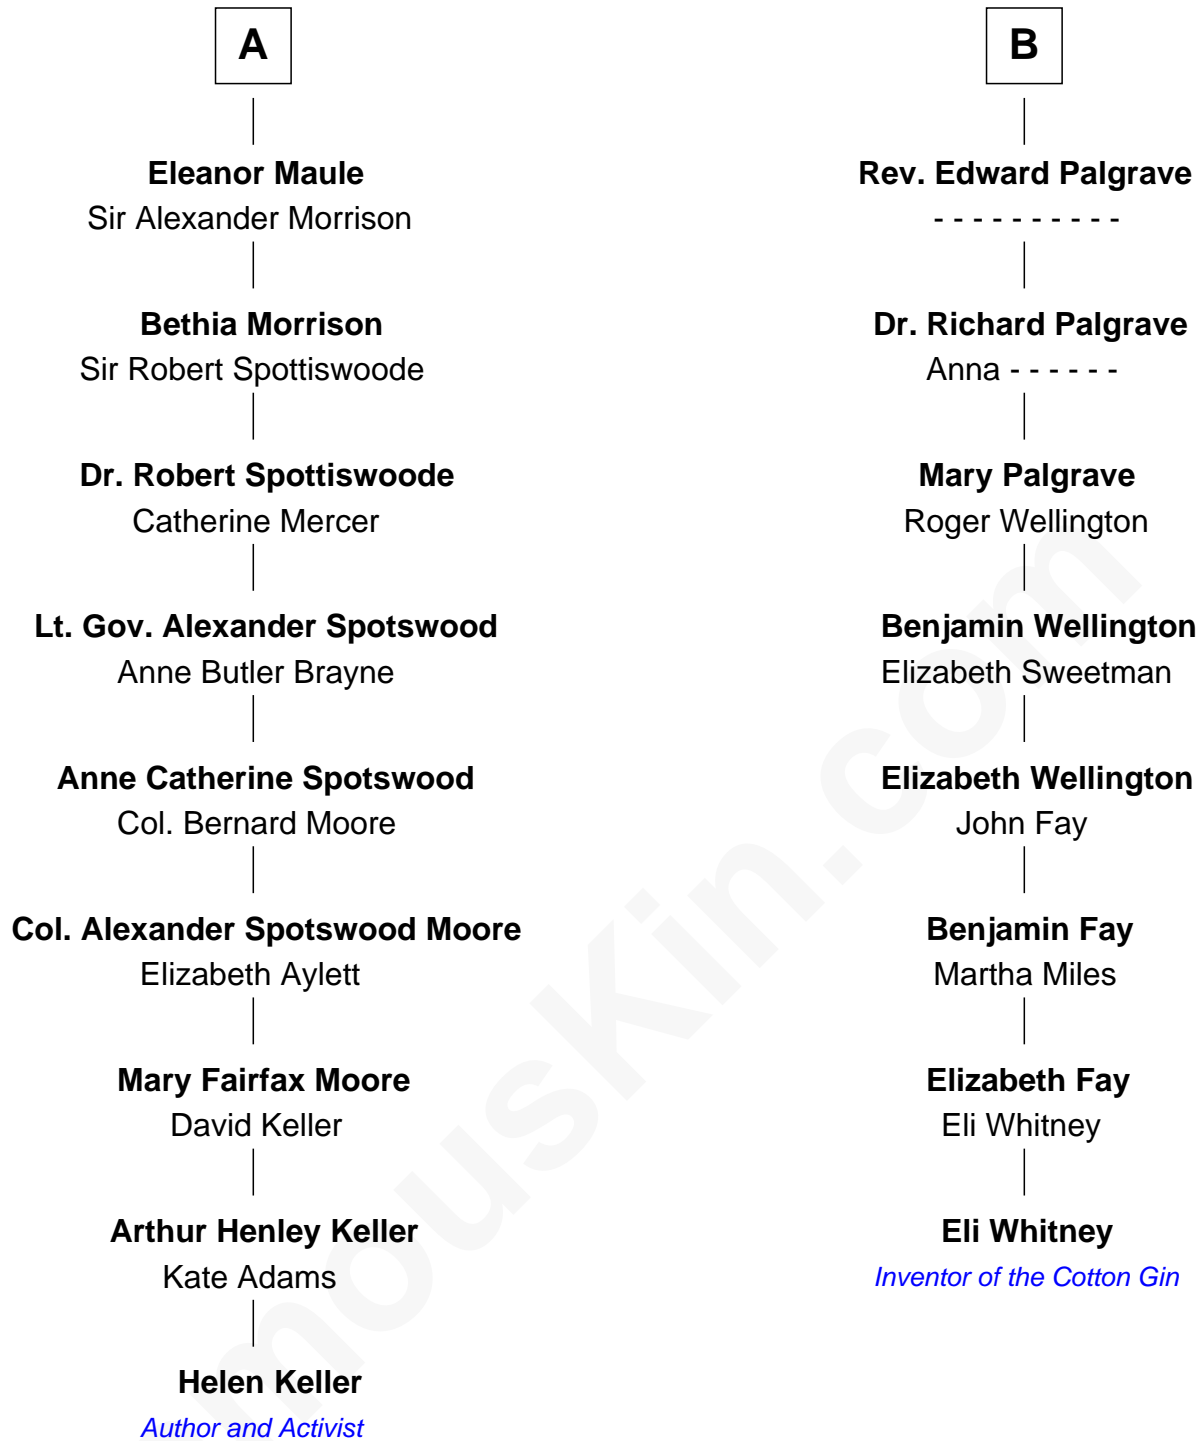 A
Eleanor Maule
Sir Alexander Morrison
Bethia Morrison
Sir Robert Spottiswoode
Dr. Robert Spottiswoode
Catherine Mercer
Lt. Gov. Alexander Spotswood
Anne Butler Brayne
Anne Catherine Spotswood
Col. Bernard Moore
Col. Alexander Spotswood Moore
Elizabeth Aylett
Mary Fairfax Moore
David Keller
Arthur Henley Keller
Kate Adams
Helen Keller
Author and Activist
B
Rev. Edward Palgrave
- - - - - - - - - -
Dr. Richard Palgrave
Anna - - - - - -
Mary Palgrave
Roger Wellington
Benjamin Wellington
Elizabeth Sweetman
Elizabeth Wellington
John Fay
Benjamin Fay
Martha Miles
Elizabeth Fay
Eli Whitney
Eli Whitney
Inventor of the Cotton Gin
mousKin.com